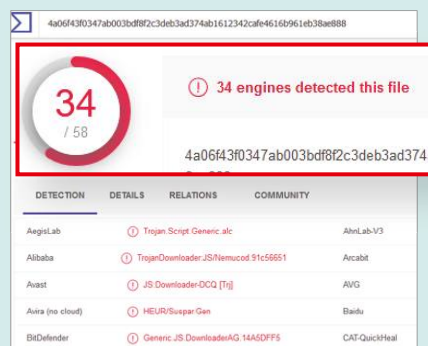 4a06f43f0347ab003bdf8f2c3deb3ad374ab1612342cafe4616b961eb38ae888
34
/ 58
34 engines detected this file
4a06f43f0347ab003bdf8f2c3deb3ad374
DETECTION DETAILS RELATIONS COMMUNITY
AegisLab Trojan.Script.Generic.a!c AhnLab-V3
Alibaba TrojanDownloader:JS/Nemucod.91c56651 Arcabit
Avast JS:Downloader-DCQ [Trj] AVG
Avira (no cloud) HEUR/Suspar.Gen Baidu
BitDefender Generic.JS.DownloaderAG.14A5DFF5 CAT-QuickHeal